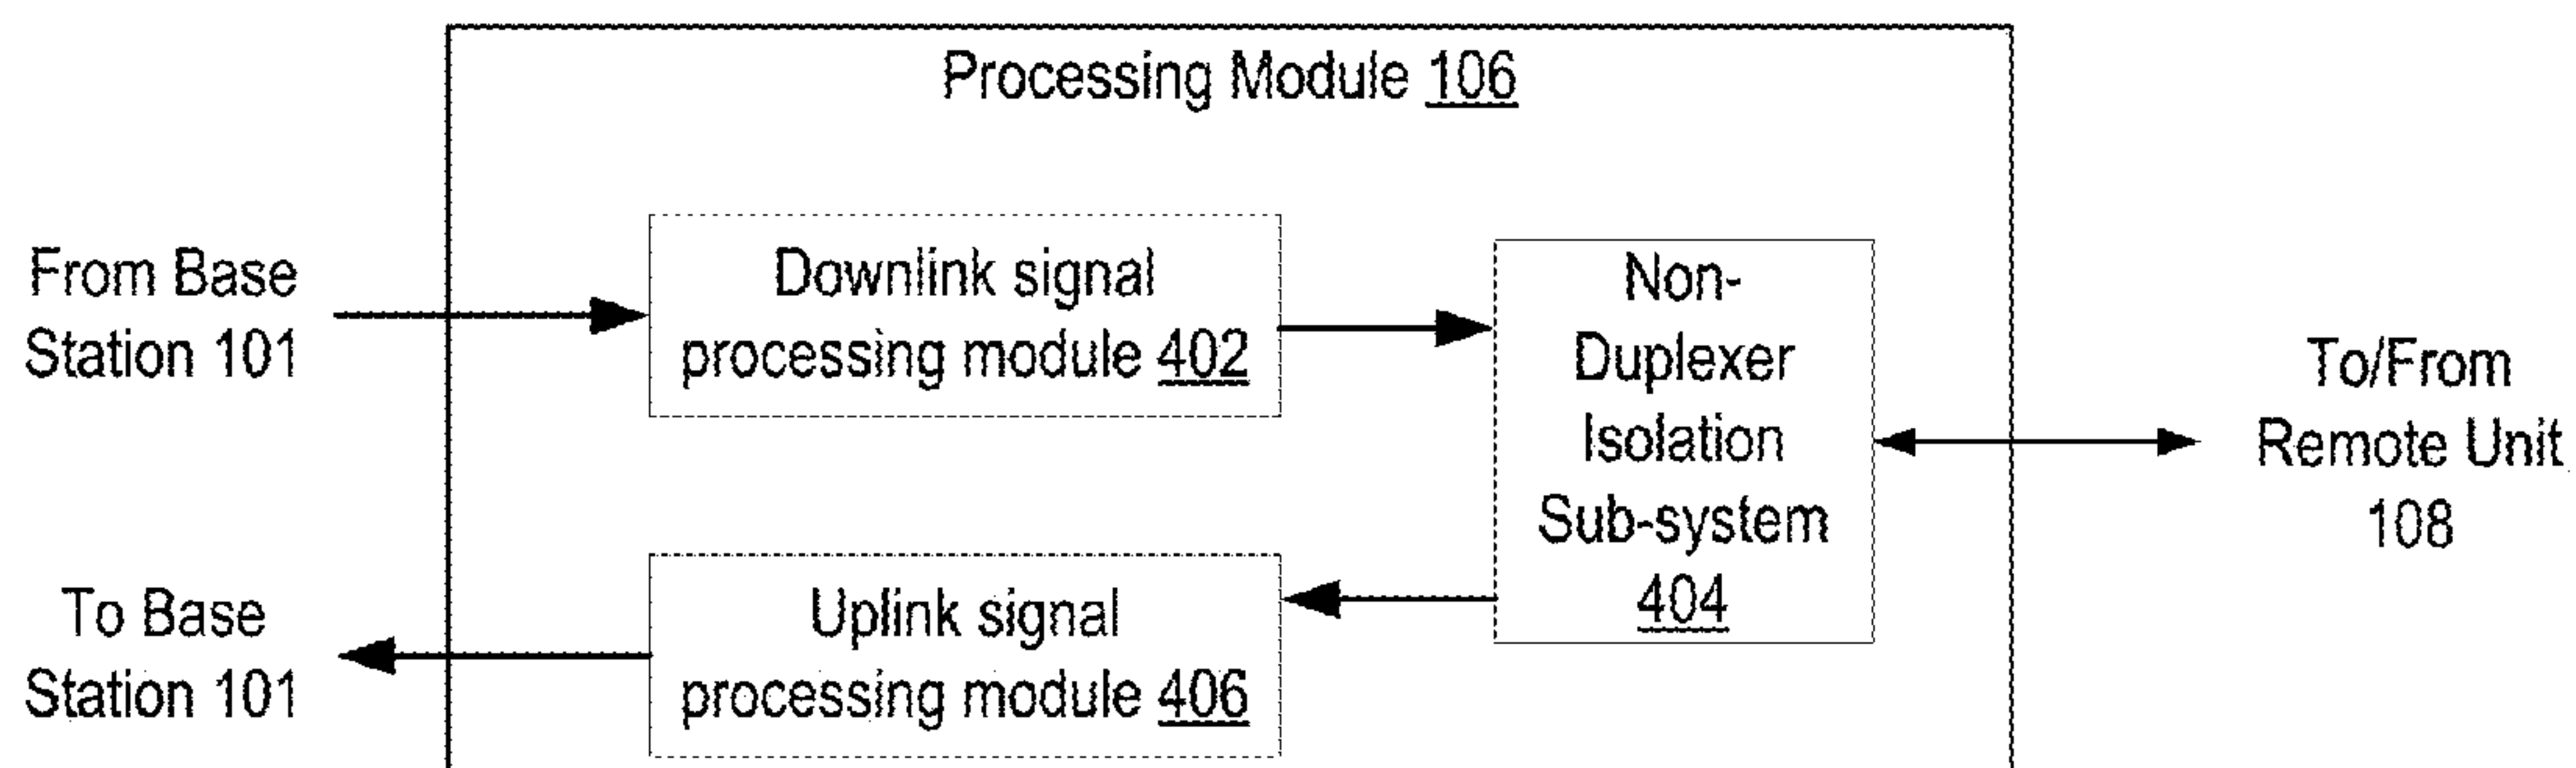 Processing Module 106
From Base
Station 101
Downlink signal
processing module 402
Non-
Duplexer
Isolation
Sub-system
404
To/From
Remote Unit
108
To Base
Station 101
Uplink signal
processing module 406